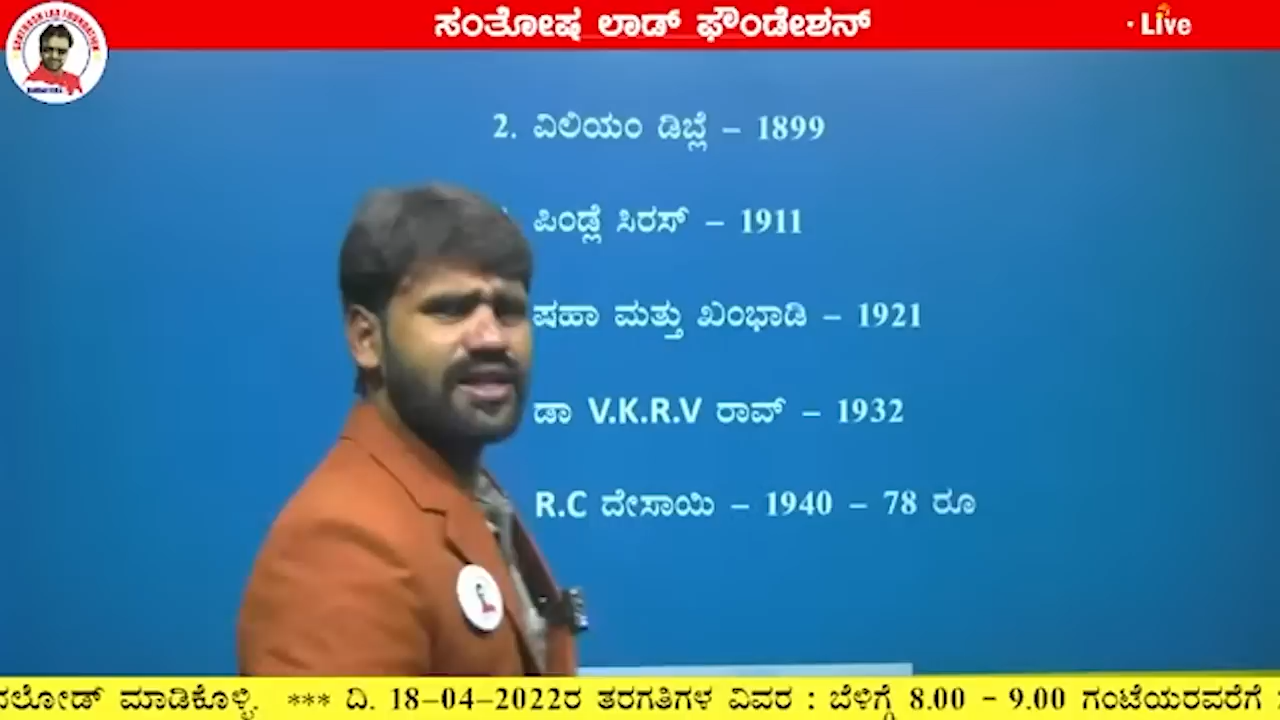 ಸಂತೋಷ ಲಾಡ್ ಫೌಂಡೇಶನ್
Live
2. ವಿಲಿಯಂ ಡಿಬ್ಲೆ – 1899
ಪಿಂಡ್ಲೆ ಸಿರಸ್ – 1911
ಷಹಾ ಮತ್ತು ಖಂಭಾಡಿ – 1921
ಡಾ V.K.R.V ರಾವ್ – 1932
R.C ದೇಸಾಯಿ – 1940 – 78 ರೂ
ಮಾಡಿಕೊಳ್ಳಿ. *** ದಿ. 18–04–2022ರ ತರಗತಿಗಳ ವಿವರ : ಬೆಳಿಗ್ಗೆ 8.00 - 9.00 ಗಂಟೆಯರವರೆಗೆ